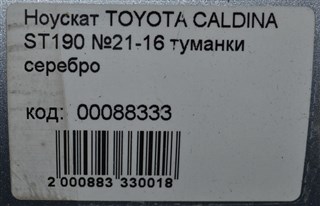 Ноускат TOYOTA CALDINA
ST190 №21-16 туманки
серебро
код: 00088333
2 000883 330018